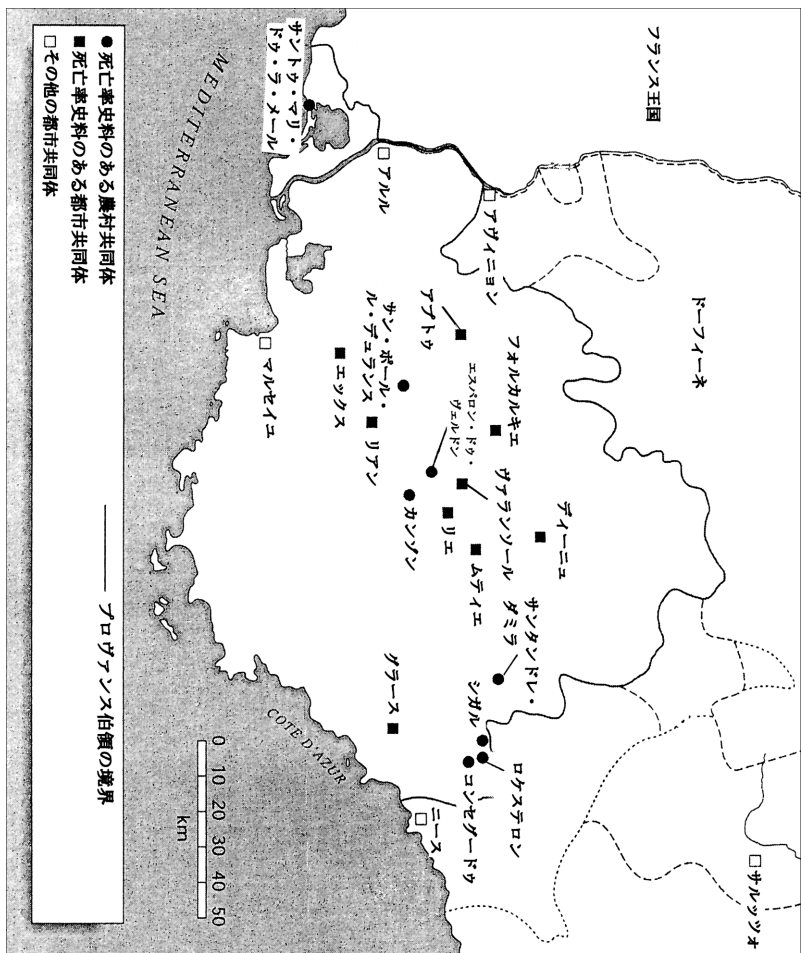 フランス王国
ドーフィーネ
サルッツォ
アヴィニョン
アルル
サントゥ・マリ・
ドゥ・ラ・メール
アプトゥ
フォルカルキエ
ディーニュ
エスパロン・ドゥ・
ヴェルドン
ヴァランソール
サン・ポール・
ル・デュランス
エックス
リアン
カンゾン
リエ
ムティエ
サンタンドレ・
ダミラ
シガル
ロケステロン
コンセグードゥ
グラース
ニース
マルセイユ
MEDITERRANEAN SEA
COTE D'AZUR
0 10 20 30 40 50
km
●死亡率史料のある農村共同体
■死亡率史料のある都市共同体
□その他の都市共同体
プロヴァンス伯領の境界